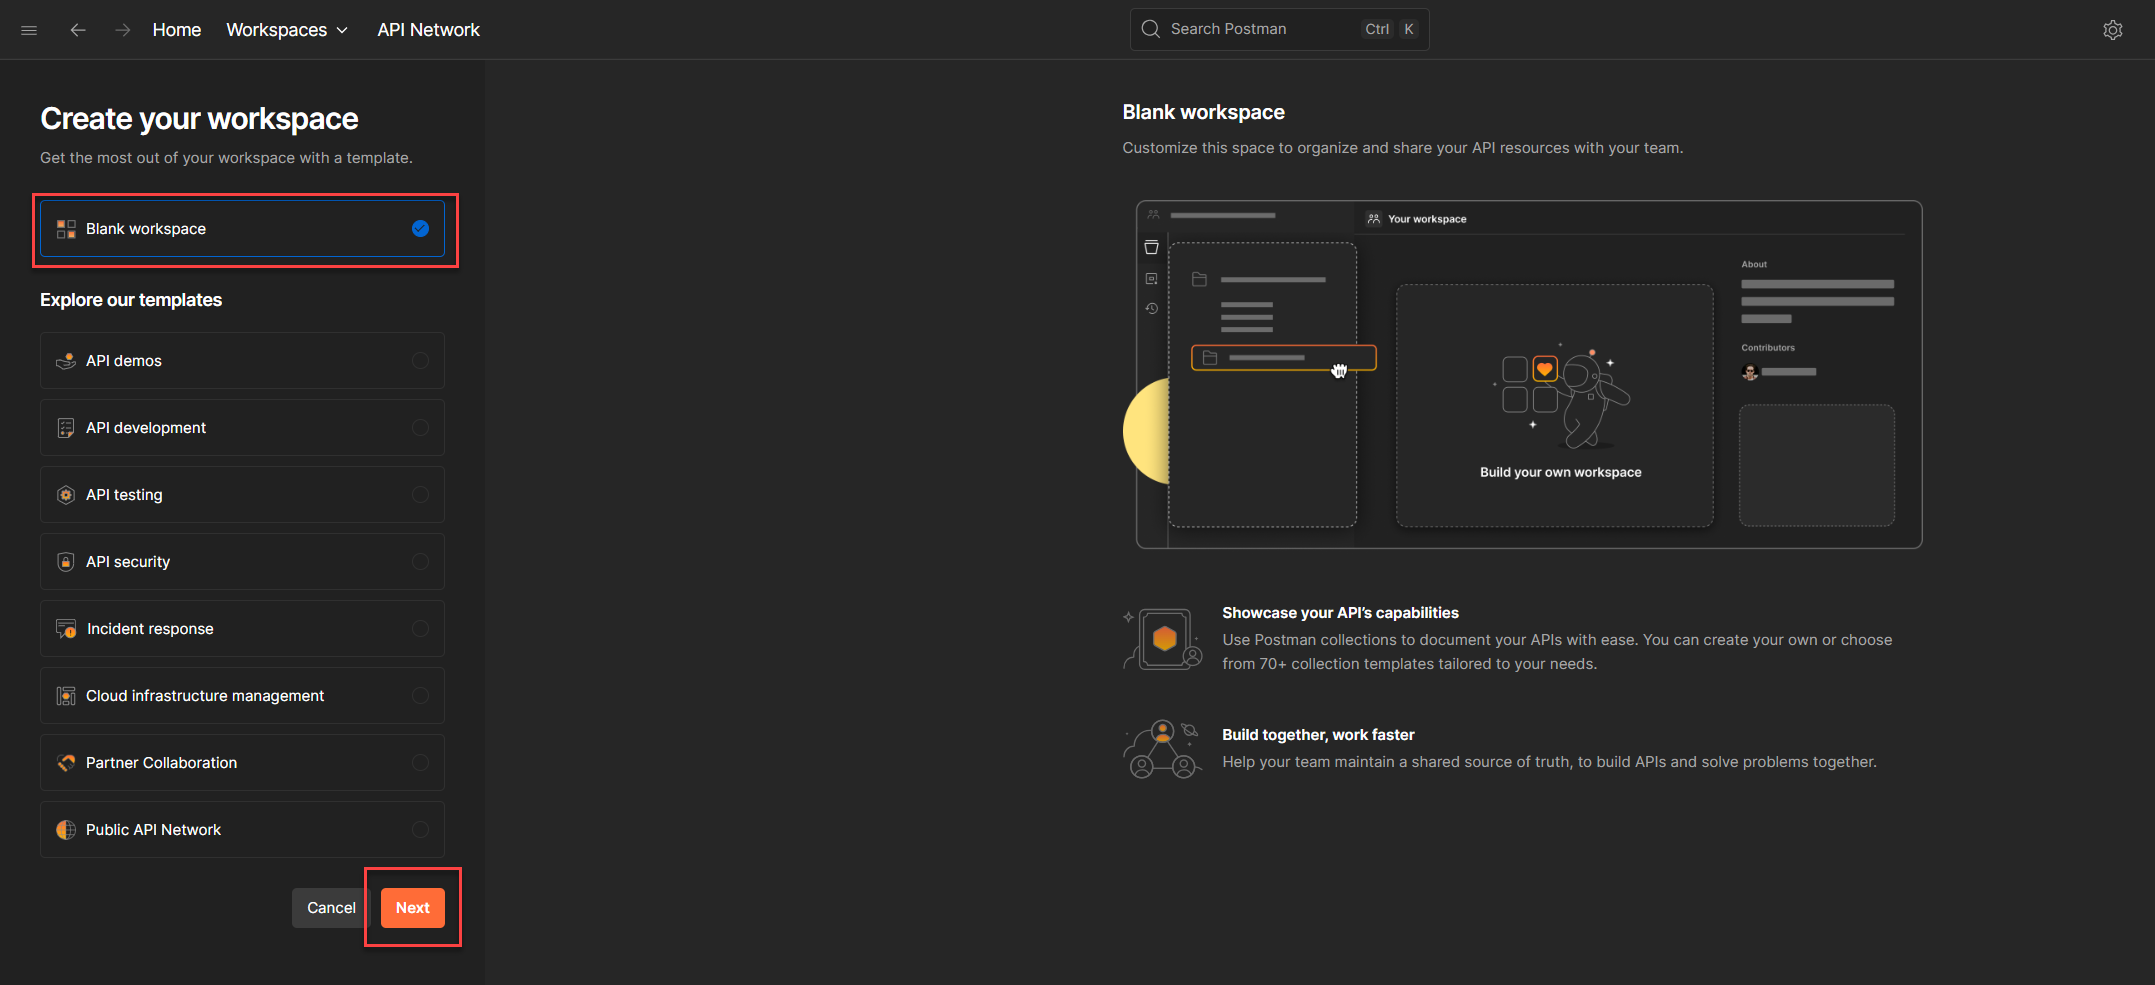 Home Workspaces API Network
Search Postman Ctrl K
Create your workspace
Get the most out of your workspace with a template.
Blank workspace
Explore our templates
API demos
API development
API testing
API security
Incident response
Cloud infrastructure management
Partner Collaboration
Public API Network
Cancel Next
Blank workspace
Customize this space to organize and share your API resources with your team.
Your workspace
About
Contributors
Build your own workspace
Showcase your API's capabilities
Use Postman collections to document your APIs with ease. You can create your own or choose
from 70+ collection templates tailored to your needs.
Build together, work faster
Help your team maintain a shared source of truth, to build APIs and solve problems together.